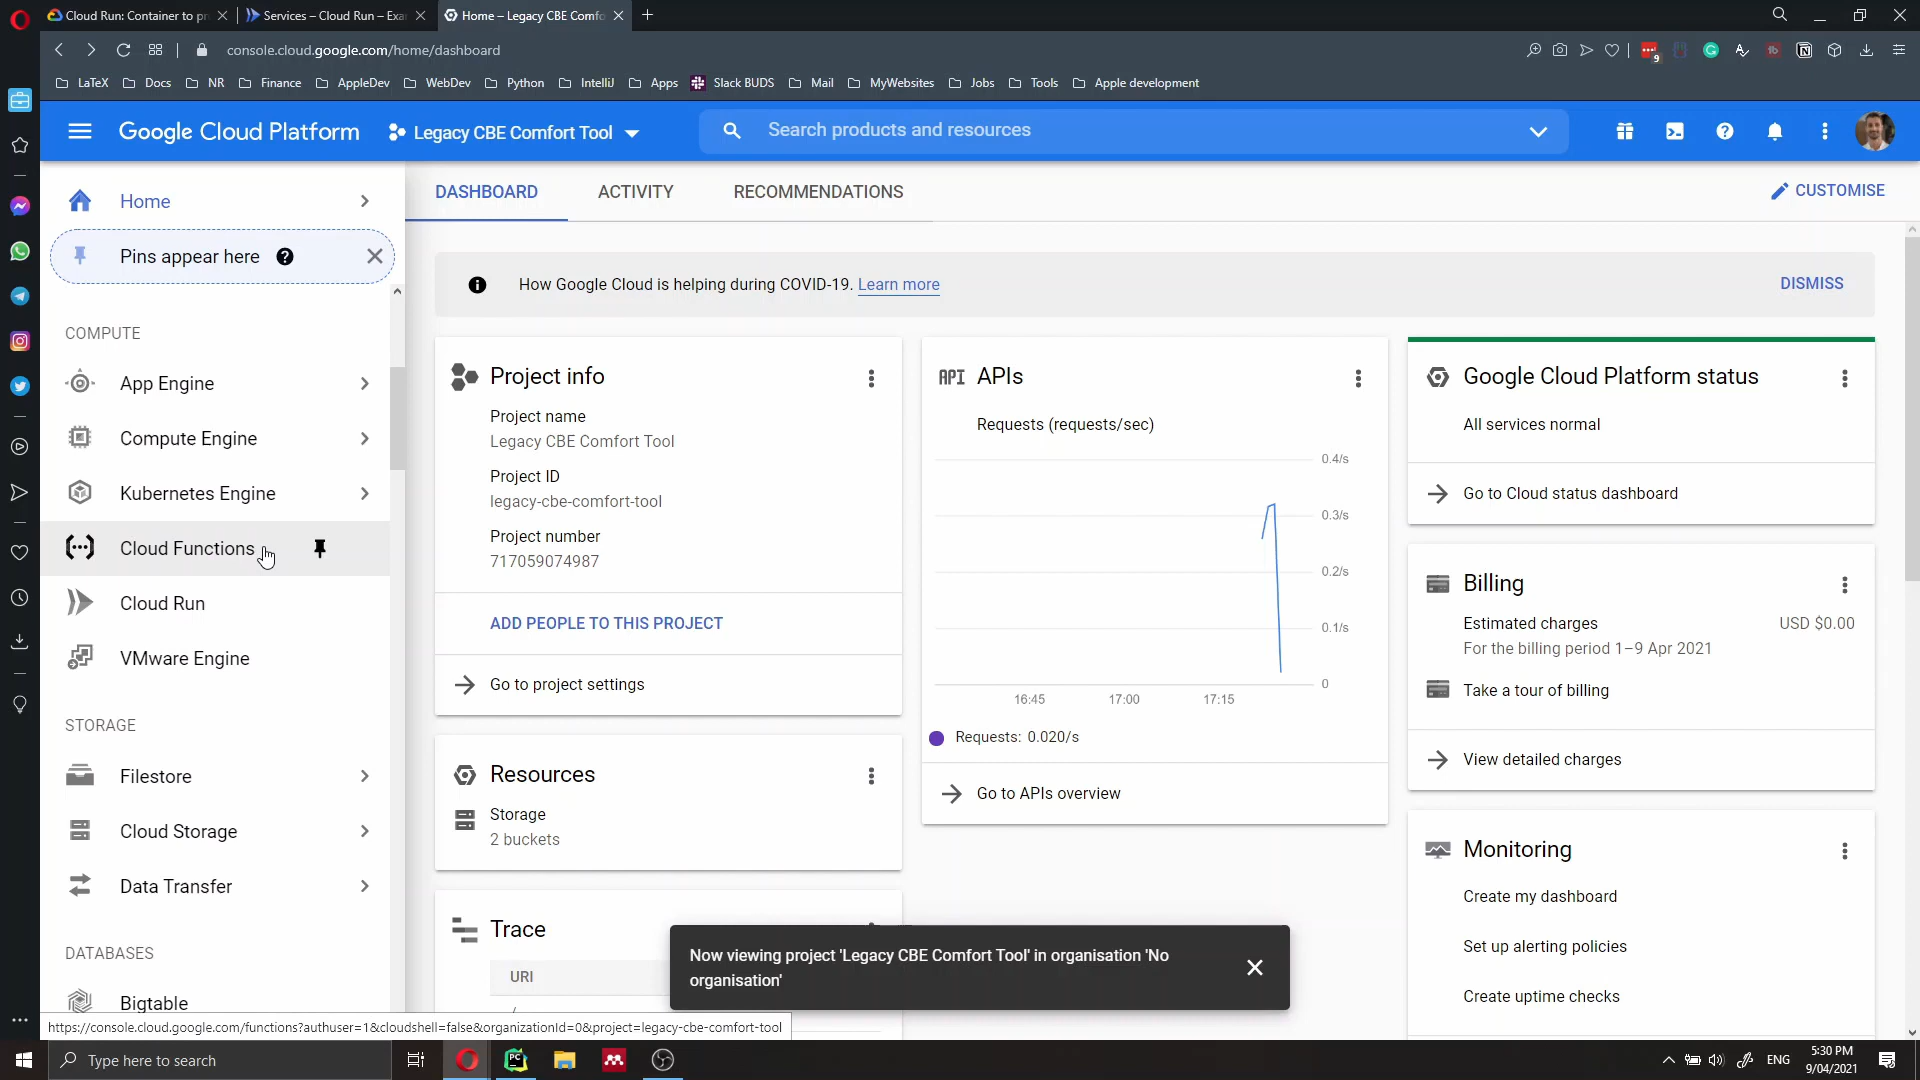 Cloud Run: Container to pr
Services – Cloud Run – Exa
Home – Legacy CBE Comfo
console.cloud.google.com/home/dashboard
9
LaTeX
Docs
NR
Finance
AppleDev
WebDev
Python
IntelliJ
Apps
Slack BUDS
Mail
MyWebsites
Jobs
Tools
Apple development
Google Cloud Platform
Legacy CBE Comfort Tool
Search products and resources
Home
Pins appear here
COMPUTE
App Engine
Compute Engine
Kubernetes Engine
Cloud Functions
Cloud Run
VMware Engine
STORAGE
Filestore
Cloud Storage
Data Transfer
DATABASES
Bigtable
https://console.cloud.google.com/functions?authuser=1&cloudshell=false&organizationId=0&project=legacy-cbe-comfort-tool
DASHBOARD
ACTIVITY
RECOMMENDATIONS
CUSTOMISE
How Google Cloud is helping during COVID-19. Learn more
DISMISS
Project info
Project name
Legacy CBE Comfort Tool
Project ID
legacy-cbe-comfort-tool
Project number
717059074987
ADD PEOPLE TO THIS PROJECT
Go to project settings
Resources
Storage
2 buckets
Trace
URI
/
API APIs
Requests (requests/sec)
0.4/s
0.3/s
0.2/s
0.1/s
0
16:45
17:00
17:15
Requests: 0.020/s
Go to APIs overview
Google Cloud Platform status
All services normal
Go to Cloud status dashboard
Billing
Estimated charges
USD $0.00
For the billing period 1–9 Apr 2021
Take a tour of billing
View detailed charges
Monitoring
Create my dashboard
Set up alerting policies
Create uptime checks
Now viewing project 'Legacy CBE Comfort Tool' in organisation 'No
organisation'
Type here to search
PC
ENG
5:30 PM
9/04/2021